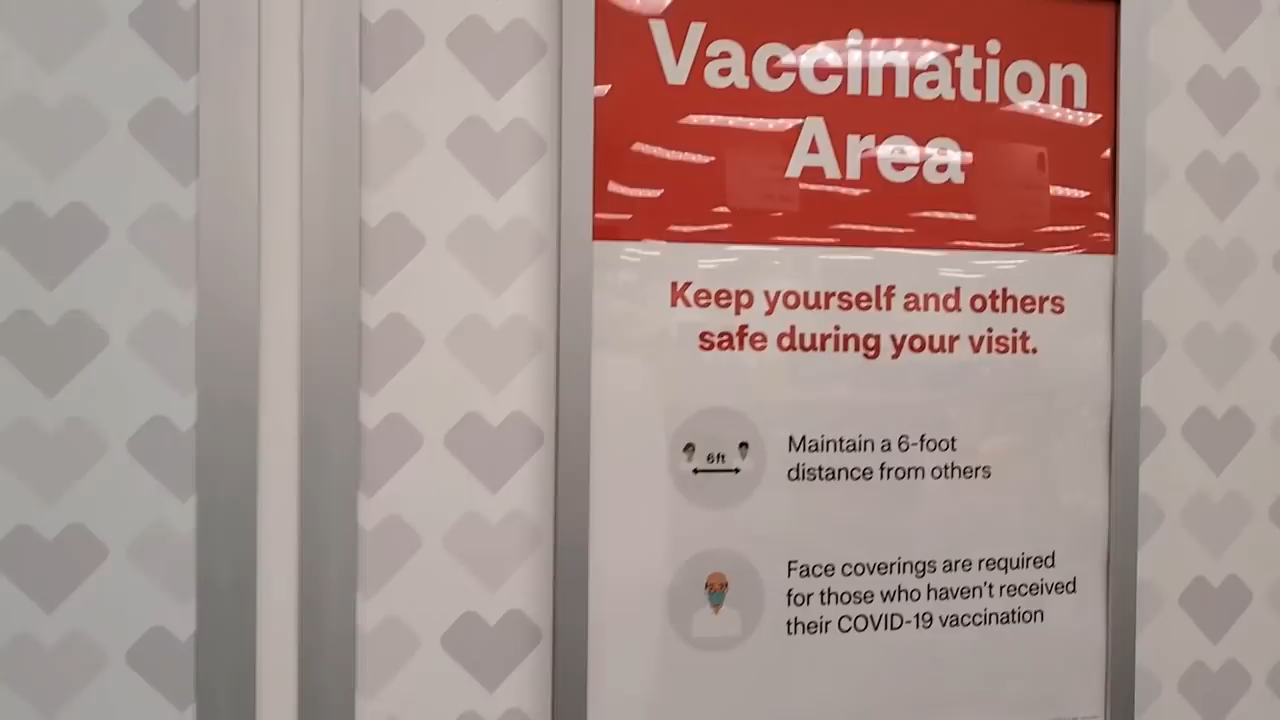 Vaccination
Area
Keep yourself and others
safe during your visit.
6ft
Maintain a 6-foot
distance from others
Face coverings are required
for those who haven't received
their COVID-19 vaccination